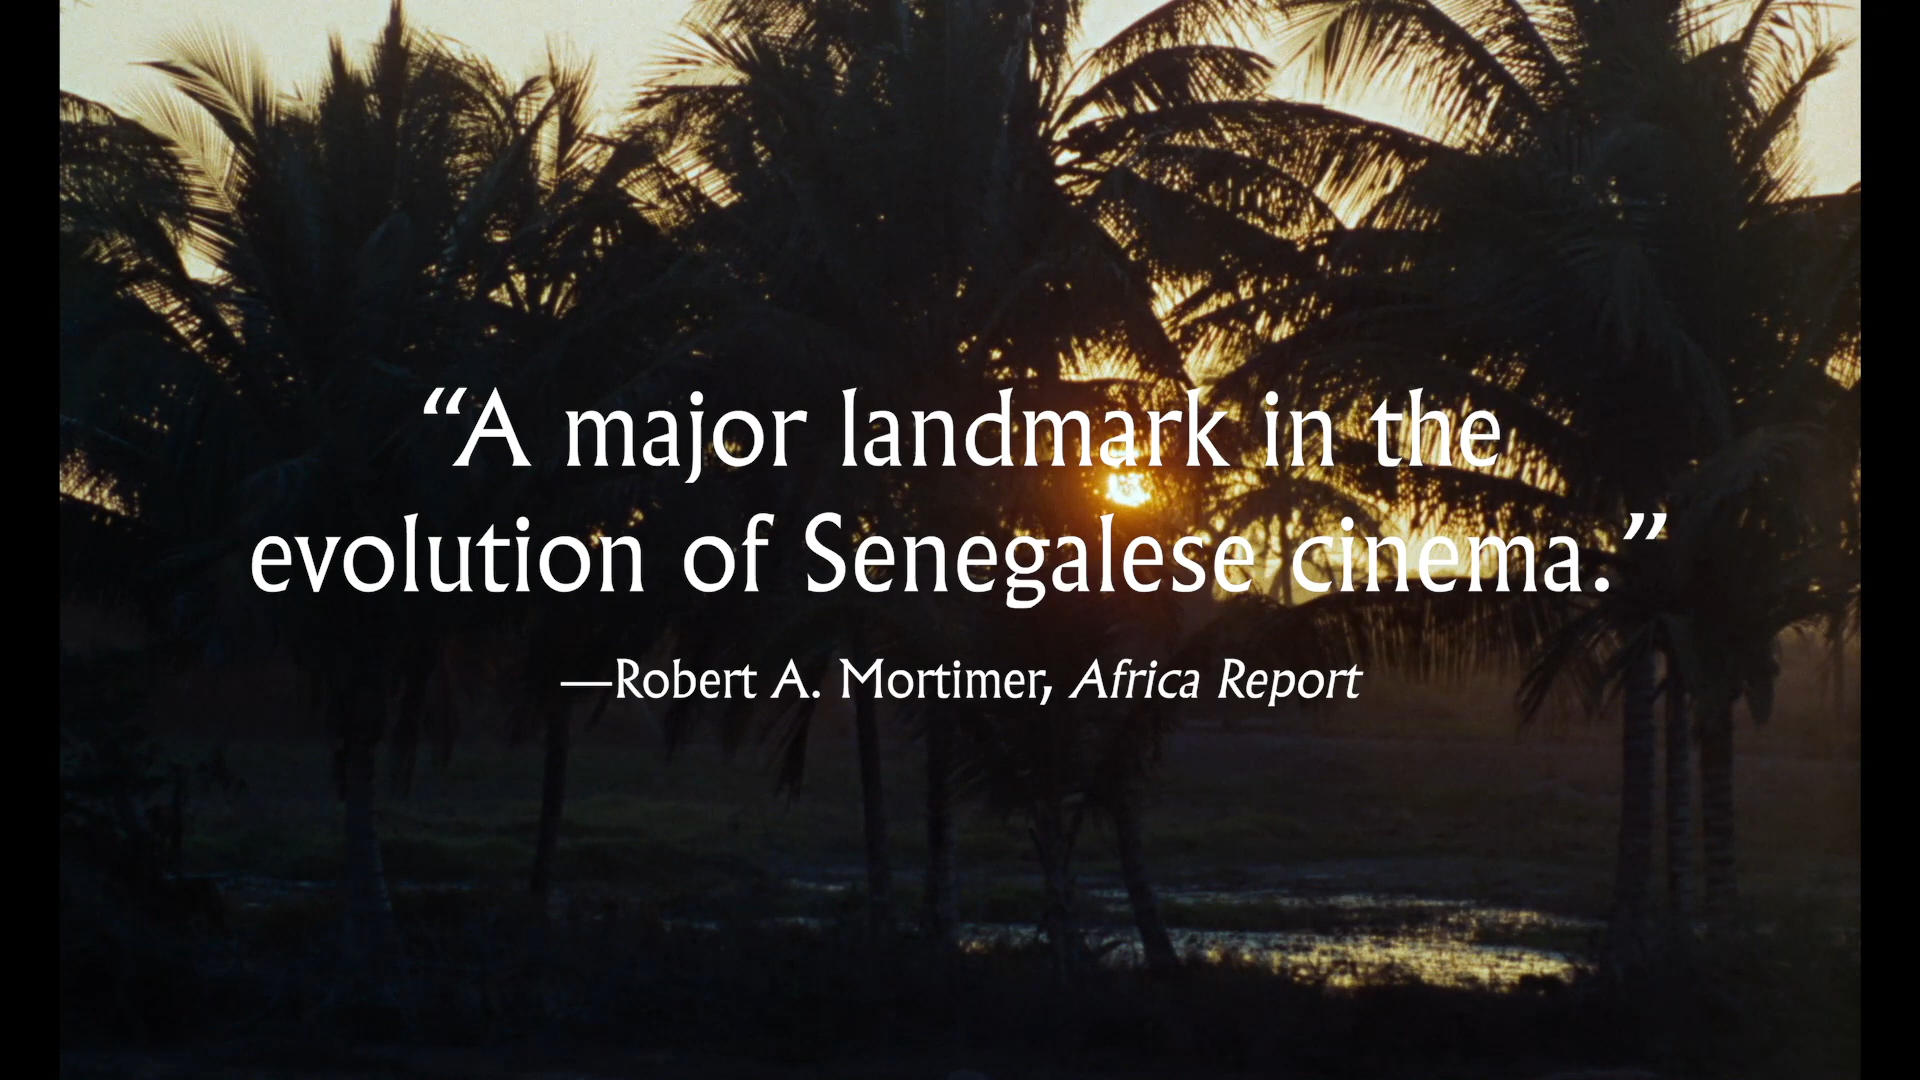 “A major landmark in the
evolution of Senegalese cinema.”
—Robert A. Mortimer, Africa Report